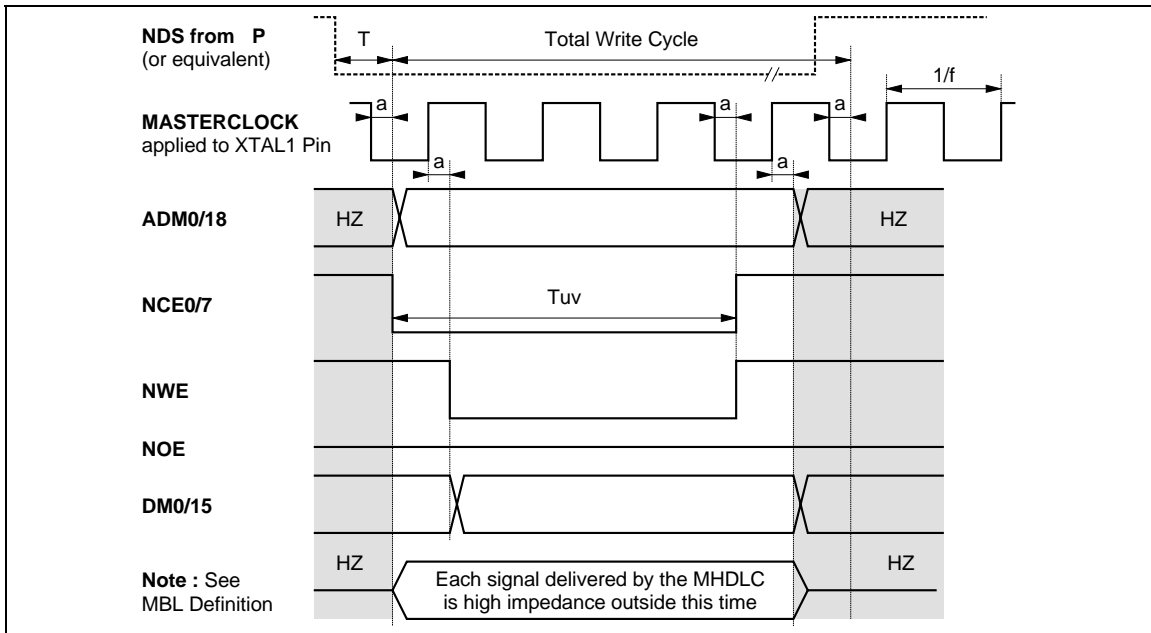 NDS from P
(or equivalent)
T
Total Write Cycle
1/f
MASTERCLOCK
applied to XTAL1 Pin
a
a
a
a
a
ADM0/18
HZ
HZ
NCE0/7
Tuv
NWE
NOE
DM0/15
HZ
HZ
Note : See
MBL Definition
Each signal delivered by the MHDLC
is high impedance outside this time